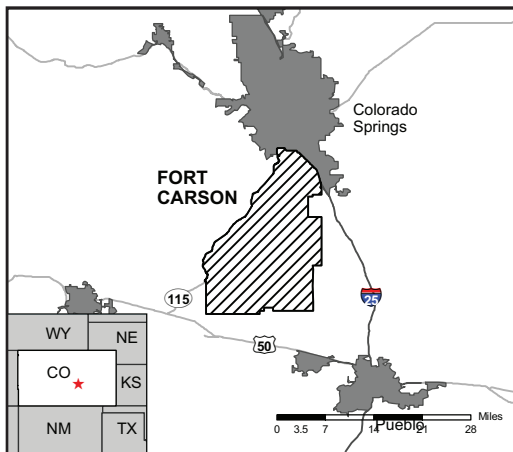 Colorado
Springs
FORT
CARSON
115
25
50
WY
NE
CO
KS
NM
TX
Pueblo
Miles
0 3.5 7 14 21 28